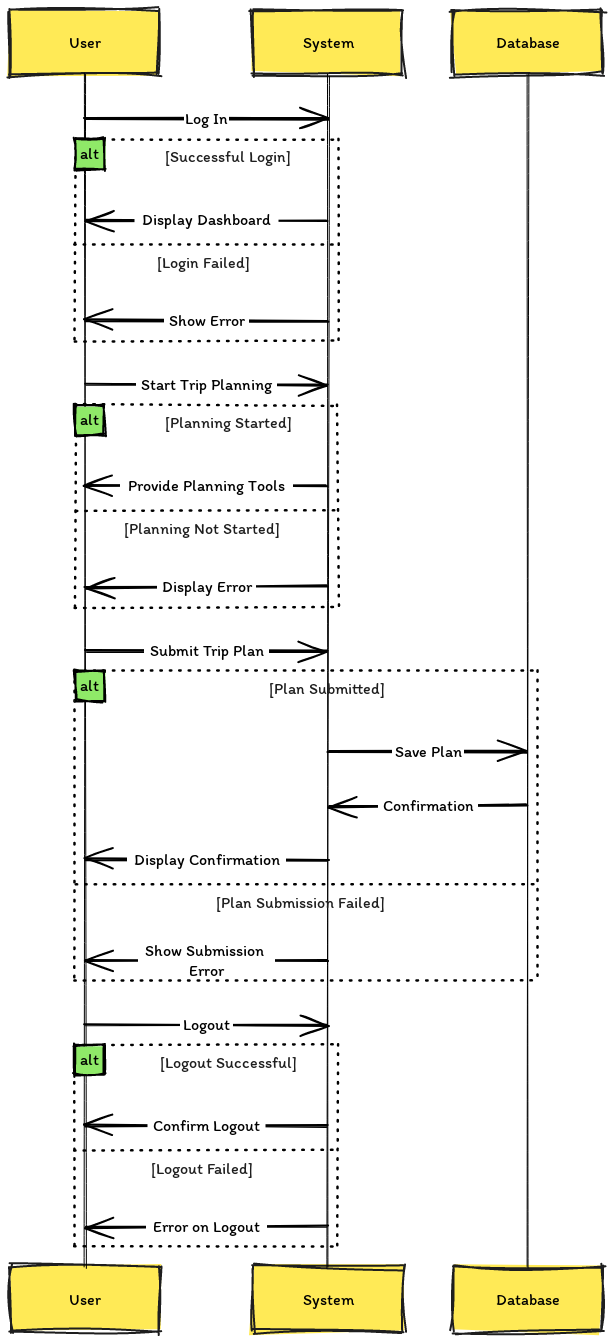 User
System
Database
Log In
alt
[Successful Login]
Display Dashboard
[Login Failed]
Show Error
Start Trip Planning
alt
[Planning Started]
Provide Planning Tools
[Planning Not Started]
Display Error
Submit Trip Plan
alt
[Plan Submitted]
Save Plan
Confirmation
Display Confirmation
[Plan Submission Failed]
Show Submission
Error
Logout
alt
[Logout Successful]
Confirm Logout
[Logout Failed]
Error on Logout
User
System
Database